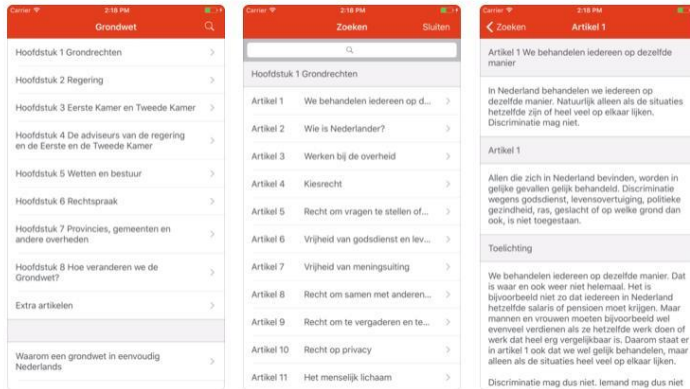 Carrier 2:18 PM
Grondwet
Hoofdstuk 1 Grondrechten
Hoofdstuk 2 Regering
Hoofdstuk 3 Eerste Kamer en Tweede Kamer
Hoofdstuk 4 De adviseurs van de regering
en de Eerste en de Tweede Kamer
Hoofdstuk 5 Wetten en bestuur
Hoofdstuk 6 Rechtspraak
Hoofdstuk 7 Provincies, gemeenten en
andere overheden
Hoofdstuk 8 Hoe veranderen we de
Grondwet?
Extra artikelen
Waarom een grondwet in eenvoudig
Nederlands
Carrier 2:18 PM
Zoeken Sluiten
Hoofdstuk 1 Grondrechten
Artikel 1 We behandelen iedereen op d...
Artikel 2 Wie is Nederlander?
Artikel 3 Werken bij de overheid
Artikel 4 Kiesrecht
Artikel 5 Recht om vragen te stellen of...
Artikel 6 Vrijheid van godsdienst en lev...
Artikel 7 Vrijheid van meningsuiting
Artikel 8 Recht om samen met anderen...
Artikel 9 Recht om te vergaderen en te...
Artikel 10 Recht op privacy
Artikel 11 Het menselijk lichaam
Carrier 2:18 PM
Zoeken Artikel 1
Artikel 1 We behandelen iedereen op dezelfde
manier
In Nederland behandelen we iedereen op
dezelfde manier. Natuurlijk alleen als de situaties
hetzelfde zijn of heel veel op elkaar lijken.
Discriminatie mag niet.
Artikel 1
Allen die zich in Nederland bevinden, worden in
gelijke gevallen gelijk behandeld. Discriminatie
wegens godsdienst, levensovertuiging, politieke
gezindheid, ras, geslacht of op welke grond dan
ook, is niet toegestaan.
Toelichting
We behandelen iedereen op dezelfde manier. Dat
is waar en ook weer niet helemaal. Het is
bijvoorbeeld niet zo dat iedereen in Nederland
hetzelfde salaris of pensioen moet krijgen. Maar
mannen en vrouwen moeten bijvoorbeeld wel
evenveel verdienen als ze hetzelfde werk doen of
werk dat heel erg vergelijkbaar is. Daarom staat er
in artikel 1 ook dat we wel gelijk behandelen, maar
alleen als de situaties heel veel op elkaar lijken.
Discriminatie mag dus niet. Iemand mag dus niet